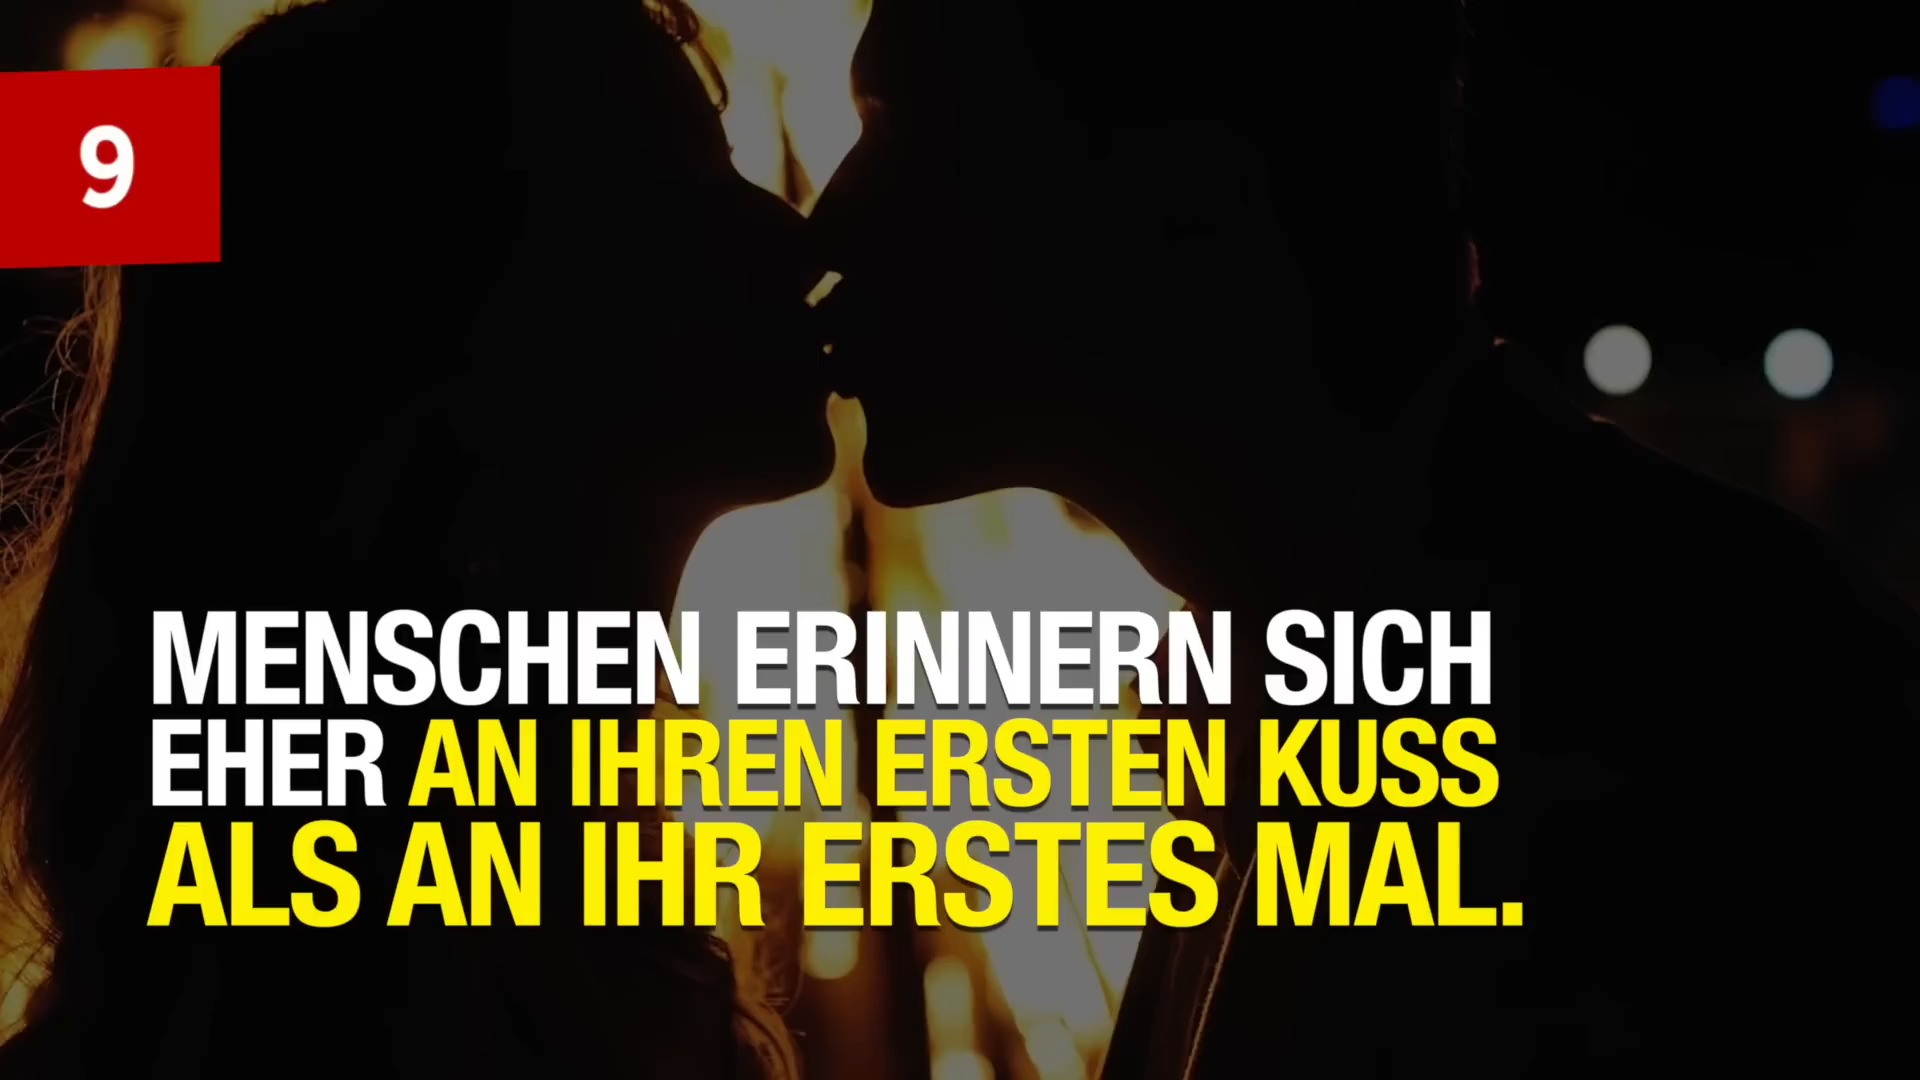 9
MENSCHEN ERINNERN SICH
EHER AN IHREN ERSTEN KUSS
ALS AN IHR ERSTES MAL.